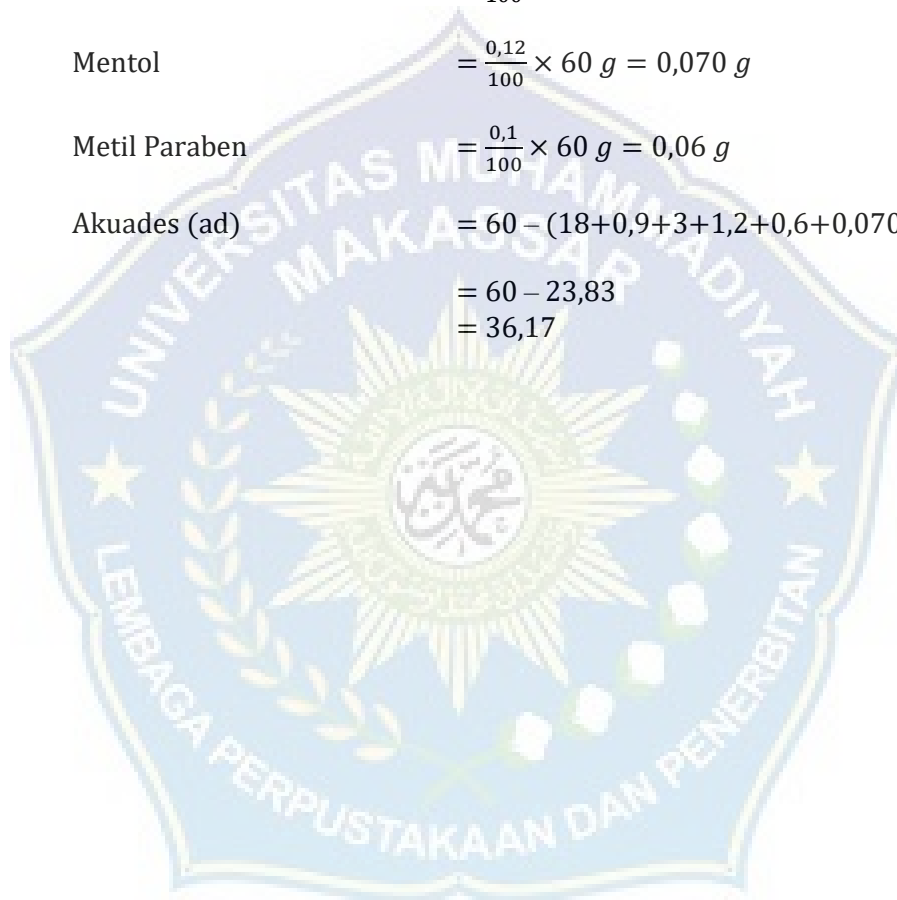 100
Mentol = 0,12/100 × 60 g = 0,070 g
Metil Paraben = 0,1/100 × 60 g = 0,06 g
Akuades (ad) = 60 – (18+0,9+3+1,2+0,6+0,070
= 60 – 23,83
= 36,17
UNIVERSITAS MUHAMMADIYAH
MAKASSAR
LEMBAGA PERPUSTAKAAN DAN PENERBITAN